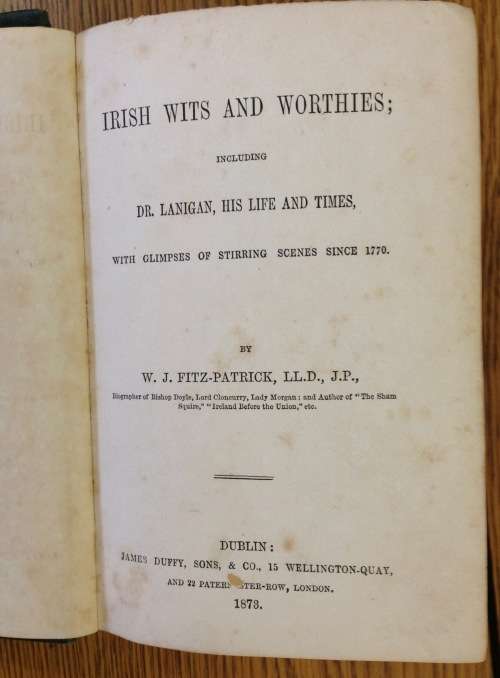 IRISH WITS AND WORTHIES;
INCLUDING
DR. LANIGAN, HIS LIFE AND TIMES,
WITH GLIMPSES OF STIRRING SCENES SINCE 1770.
BY
W. J. FITZ-PATRICK, LL.D., J.P.,
Biographer of Bishop Doyle, Lord Cloncurry, Lady Morgan: and Author of "The Sham
Squire," "Ireland Before the Union," etc.
DUBLIN:
JAMES DUFFY, SONS, & CO., 15 WELLINGTON-QUAY,
AND 22 PATER STER-ROW, LONDON.
1873.